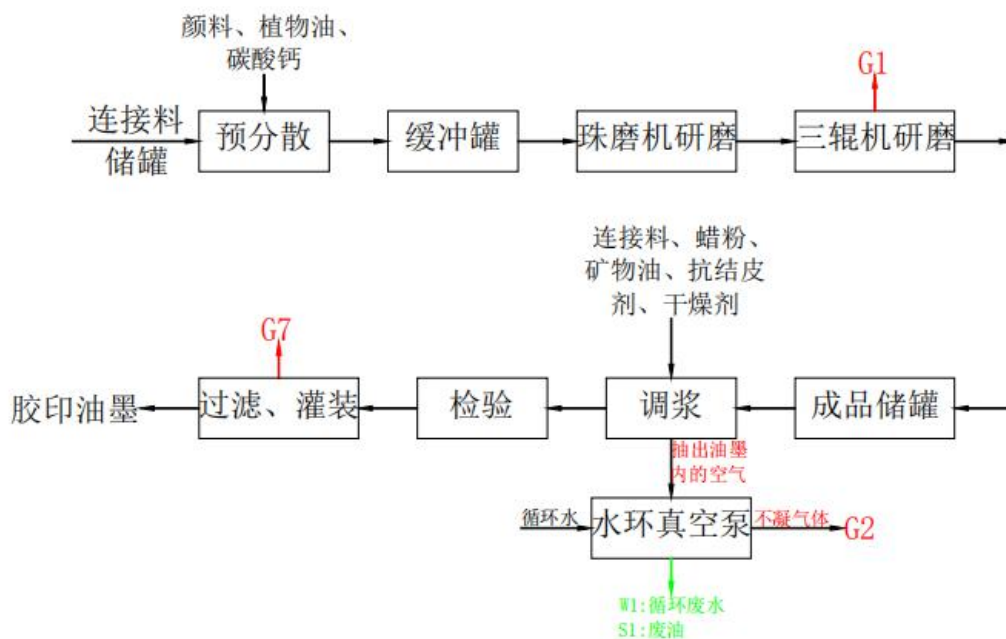 颜料、植物油、
碳酸钙
G1
连接料
储罐
预分散
缓冲罐
珠磨机研磨
三辊机研磨
连接料、蜡粉、
矿物油、抗结皮
剂、干燥剂
G7
胶印油墨
过滤、灌装
检验
调浆
成品储罐
抽出油墨
内的空气
循环水
水环真空泵
不凝气体
G2
W1:循环废水
S1:废油